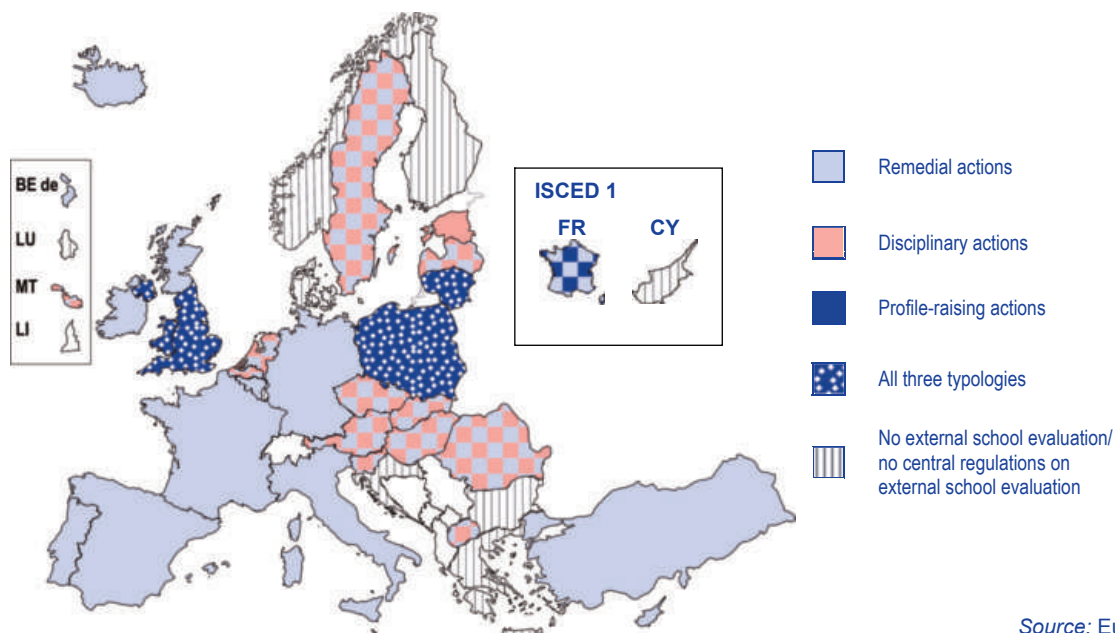 BE de
LU
MT
LI
ISCED 1
FR CY
Remedial actions
Disciplinary actions
Profile-raising actions
All three typologies
No external school evaluation/
no central regulations on
external school evaluation
Source: Eu